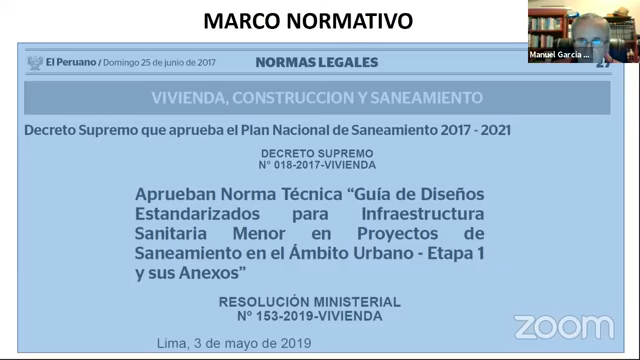 MARCO NORMATIVO
Manuel Garcia ...
El Peruano / Domingo 25 de junio de 2017
NORMAS LEGALES
27
VIVIENDA, CONSTRUCCION Y SANEAMIENTO
Decreto Supremo que aprueba el Plan Nacional de Saneamiento 2017 - 2021
DECRETO SUPREMO
N° 018-2017-VIVIENDA
Aprueban Norma Técnica “Guía de Diseños
Estandarizados para Infraestructura
Sanitaria Menor en Proyectos de
Saneamiento en el Ámbito Urbano - Etapa 1
y sus Anexos”
RESOLUCIÓN MINISTERIAL
Nº 153-2019-VIVIENDA
Lima, 3 de mayo de 2019
zoom